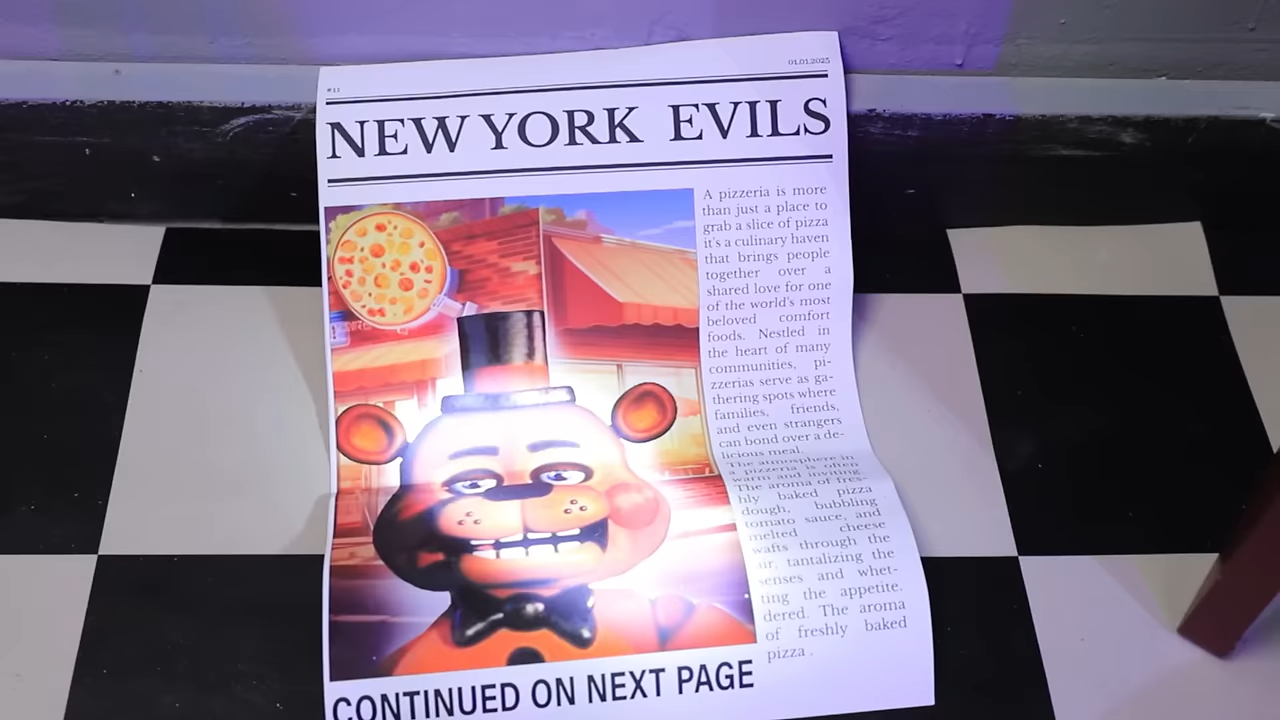 #11
01.01.2025
NEW YORK EVILS
A pizzeria is more
than just a place to
grab a slice of pizza
it's a culinary haven
that brings people
together over a
shared love for one
of the world's most
beloved comfort
foods. Nestled in
the heart of many
communities, pi-
zzerias serve as ga-
thering spots where
families, friends,
and even strangers
can bond over a de-
licious meal.
The atmosphere in
a pizzeria is often
warm and inviting.
The aroma of fres-
hly baked pizza
dough, bubbling
tomato sauce, and
melted cheese
wafts through the
air, tantalizing the
senses and whet-
ting the appetite.
dered. The aroma
of freshly baked
pizza .
CONTINUED ON NEXT PAGE